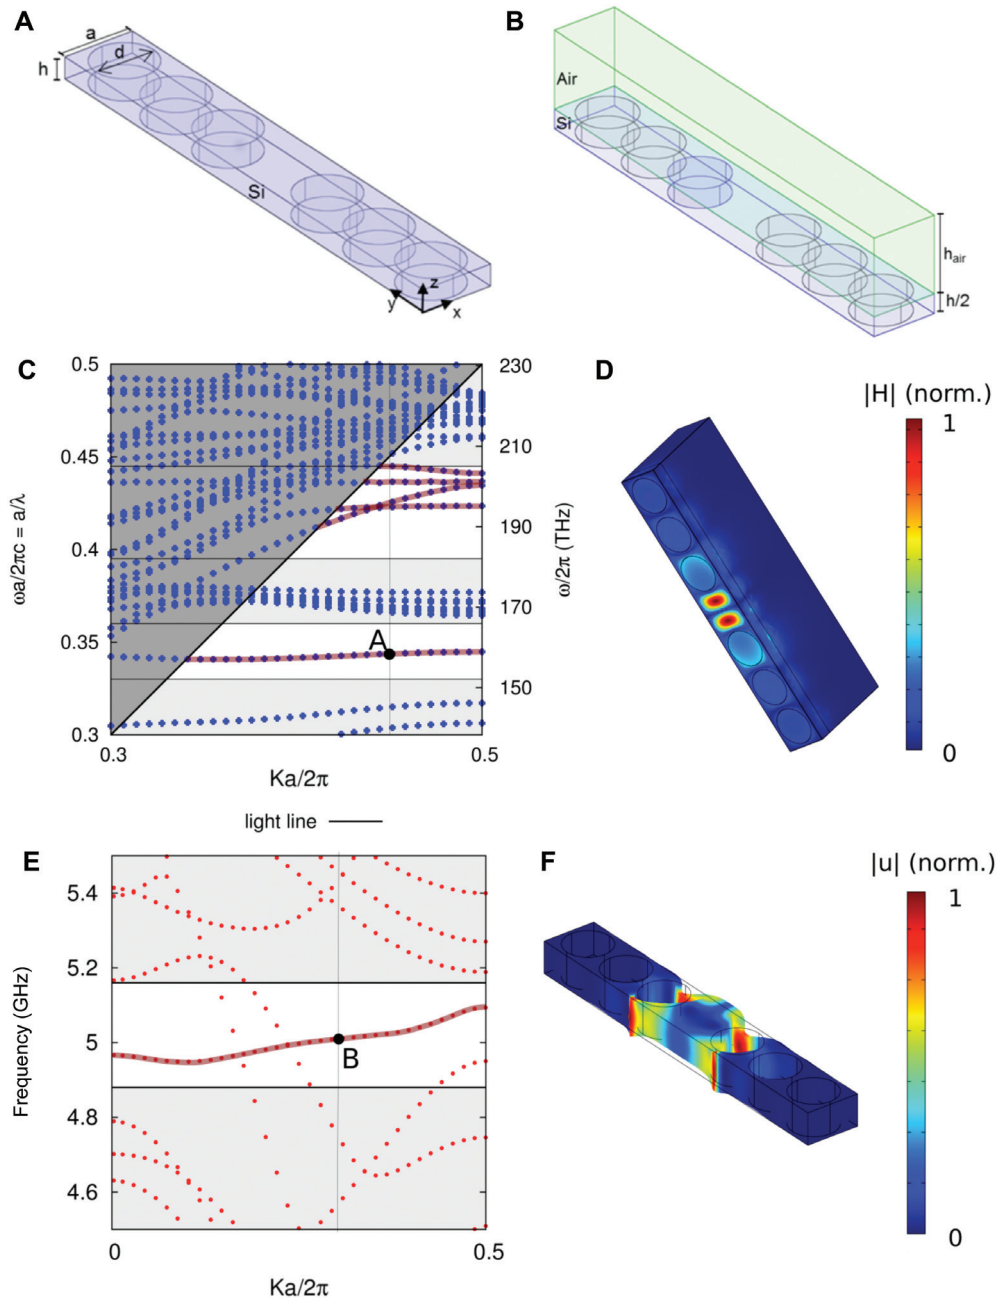 A
a
d
h
Si
z
y
x
B
Air
Si
h_air
h/2
C
0.5
0.45
0.4
0.35
0.3
ωa/2πc = a/λ
230
210
190
170
150
ω/2π (THz)
A
0.3
0.5
Ka/2π
light line
D
|H| (norm.)
1
0
E
5.4
5.2
5
4.8
4.6
Frequency (GHz)
B
0
0.5
Ka/2π
F
|u| (norm.)
1
0